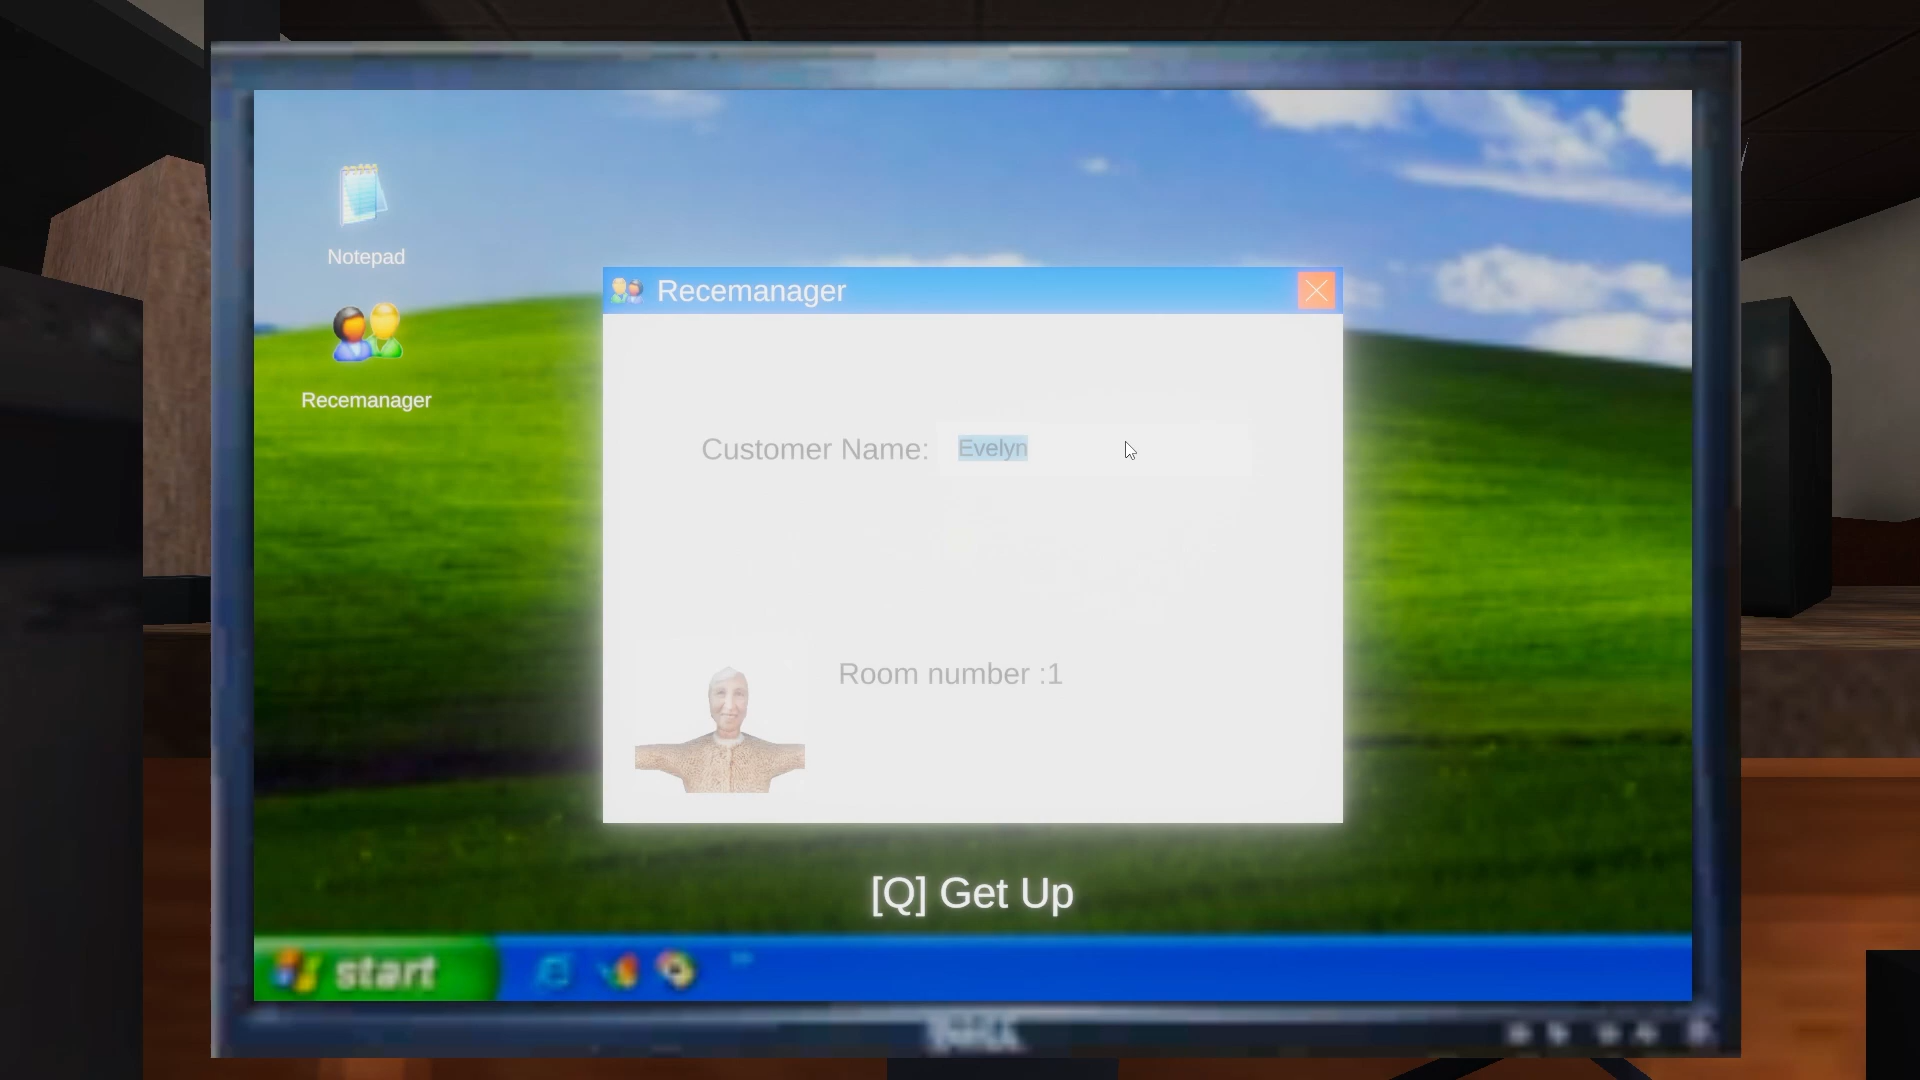 Notepad
Recemanager
Recemanager
Customer Name: Evelyn
Room number :1
[Q] Get Up
start